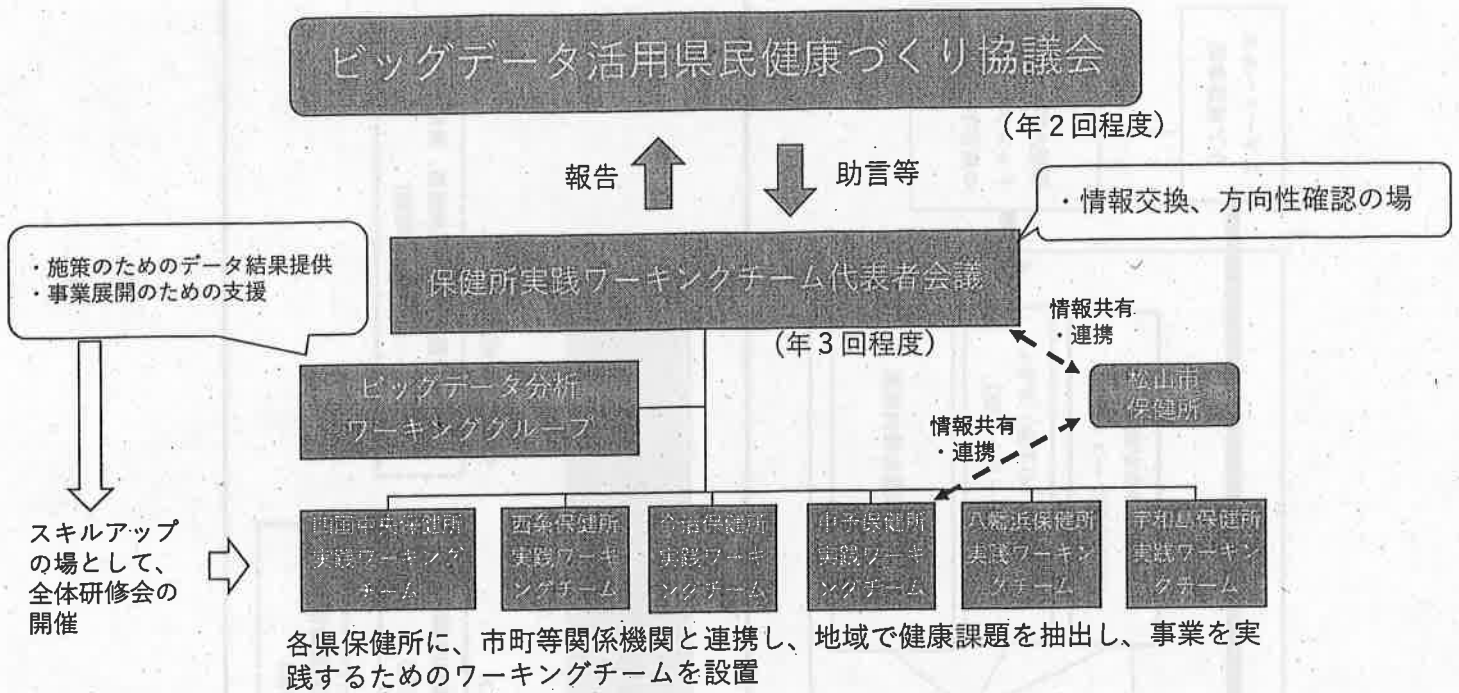 ビッグデータ活用県民健康づくり協議会
(年2回程度)
報告
助言等
・情報交換、方向性確認の場
・施策のためのデータ結果提供
・事業展開のための支援
保健所実践ワーキングチーム代表者会議
(年3回程度)
情報共有
・連携
ビッグデータ分析
ワーキンググループ
松山市
保健所
情報共有
・連携
スキルアップ
の場として、
全体研修会の
開催
四国中央保健所
実践ワーキング
チーム
西条保健所
実践ワーキ
ングチーム
今治保健所
実践ワーキ
ングチーム
中予保健所
実践ワーキ
ングチーム
八幡浜保健所
実践ワーキン
グチーム
宇和島保健所
実践ワーキン
グチーム
各県保健所に、市町等関係機関と連携し、地域で健康課題を抽出し、事業を実
践するためのワーキングチームを設置